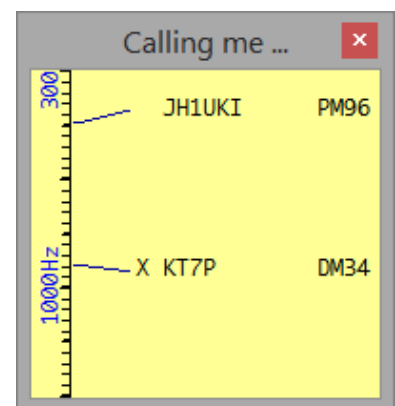 Calling me ...
300
JH1UKI PM96
X KT7P DM34
1000Hz